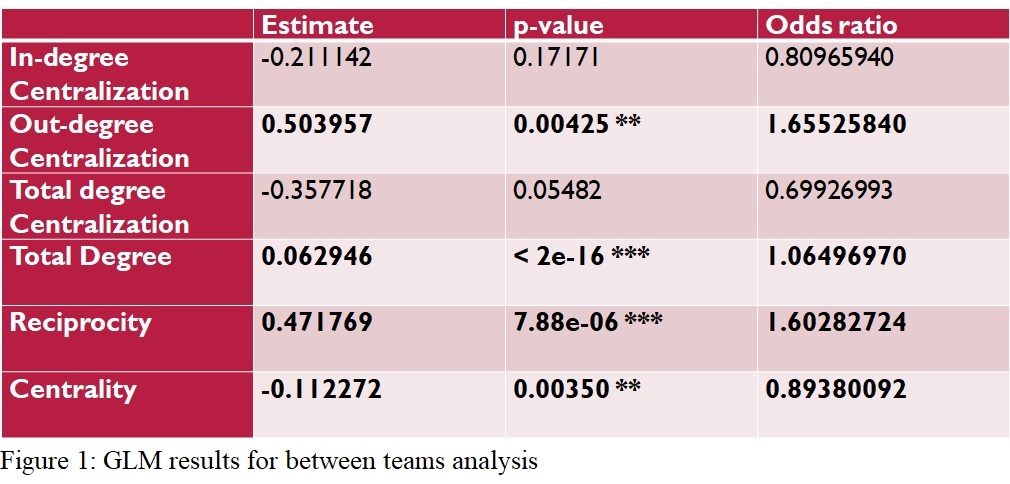 Estimate p-value Odds ratio
In-degree -0.211142 0.17171 0.80965940
Centralization
Out-degree 0.503957 0.00425 ** 1.65525840
Centralization
Total degree -0.357718 0.05482 0.69926993
Centralization
Total Degree 0.062946 < 2e-16 *** 1.06496970
Reciprocity 0.471769 7.88e-06 *** 1.60282724
Centrality -0.112272 0.00350 ** 0.89380092
Figure 1: GLM results for between teams analysis